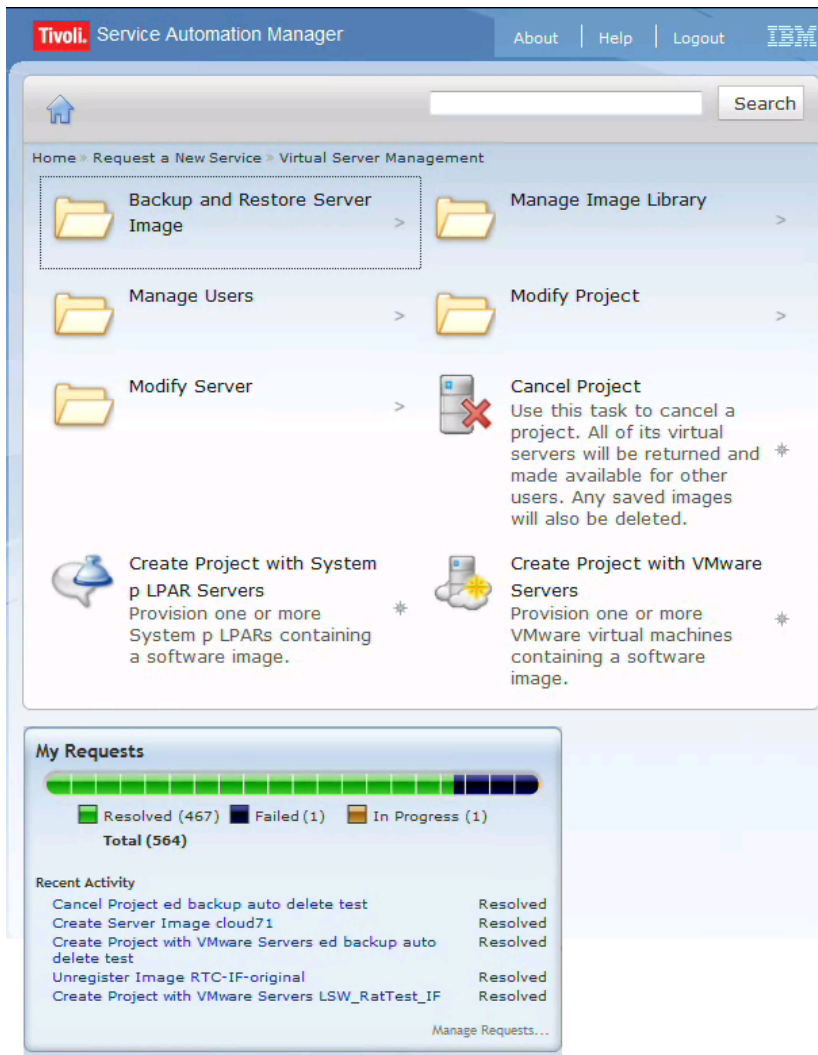 Tivoli. Service Automation Manager
About | Help | Logout
IBM
Search
Home » Request a New Service » Virtual Server Management
Backup and Restore Server
Image
>
Manage Image Library
>
Manage Users
>
Modify Project
>
Modify Server
>
Cancel Project
Use this task to cancel a
project. All of its virtual
servers will be returned and
made available for other
users. Any saved images
will also be deleted.
Create Project with System
p LPAR Servers
Provision one or more
System p LPARs containing
a software image.
Create Project with VMware
Servers
Provision one or more
VMware virtual machines
containing a software
image.
My Requests
Resolved (467) Failed (1) In Progress (1)
Total (564)
Recent Activity
Cancel Project ed backup auto delete test Resolved
Create Server Image cloud71 Resolved
Create Project with VMware Servers ed backup auto Resolved
delete test
Unregister Image RTC-IF-original Resolved
Create Project with VMware Servers LSW_RatTest_IF Resolved
Manage Requests...